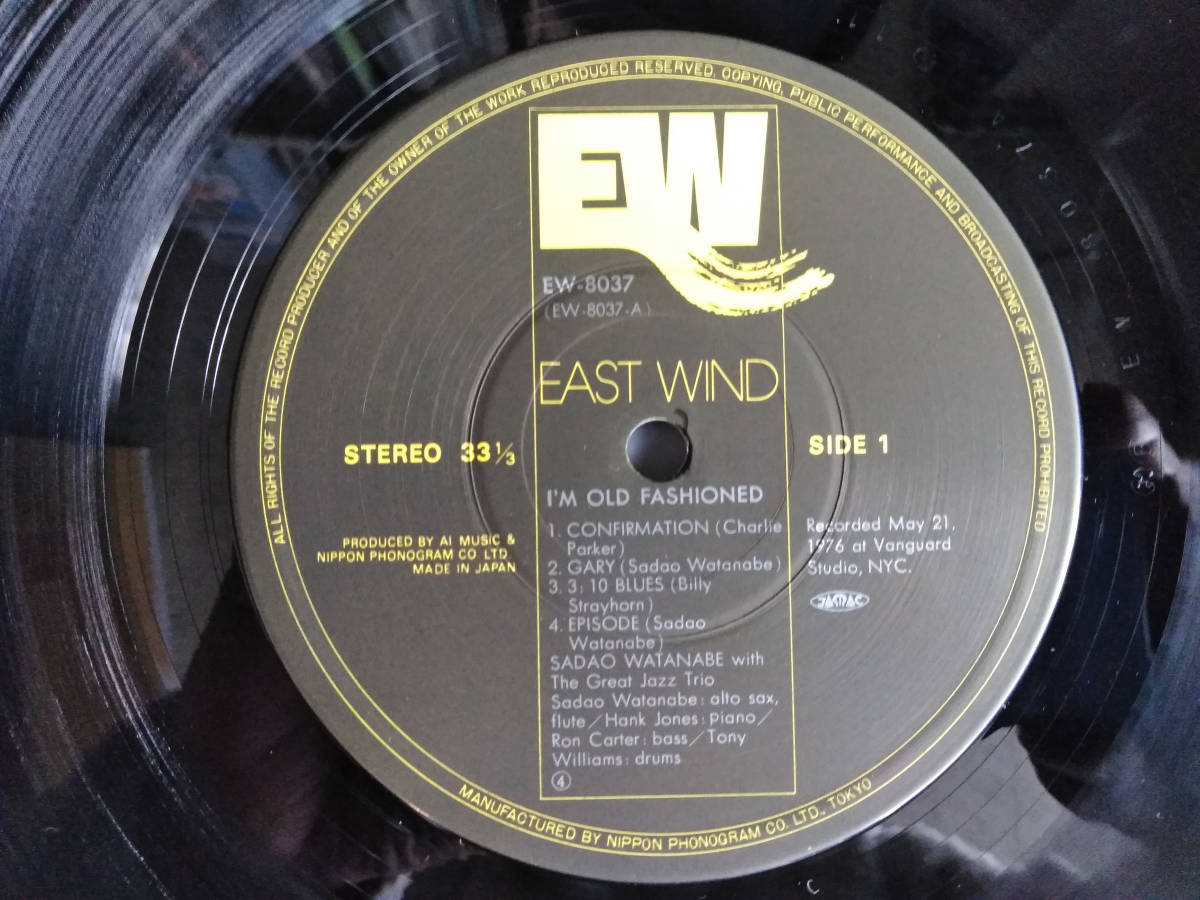 ALL RIGHTS OF THE RECORD PRODUCER AND OF THE OWNER OF THE WORK REPRODUCED RESERVED. COPYING, PUBLIC PERFORMANCE AND BROADCASTING OF THIS RECORD PROHIBITED
EW
EW-8037
(EW-8037-A)
EAST WIND
STEREO 33 1/3
SIDE 1
I'M OLD FASHIONED
1. CONFIRMATION (Charlie
Parker)
2. GARY (Sadao Watanabe)
3. 3:10 BLUES (Billy
Strayhorn)
4. EPISODE (Sadao
Watanabe)
SADAO WATANABE with
The Great Jazz Trio
Sadao Watanabe: alto sax,
flute/Hank Jones: piano/
Ron Carter: bass/Tony
Williams: drums
④
PRODUCED BY AI MUSIC &
NIPPON PHONOGRAM CO. LTD.
MADE IN JAPAN
Recorded May 21,
1976 at Vanguard
Studio, NYC.
JASRAC
MANUFACTURED BY NIPPON PHONOGRAM CO. LTD., TOKYO